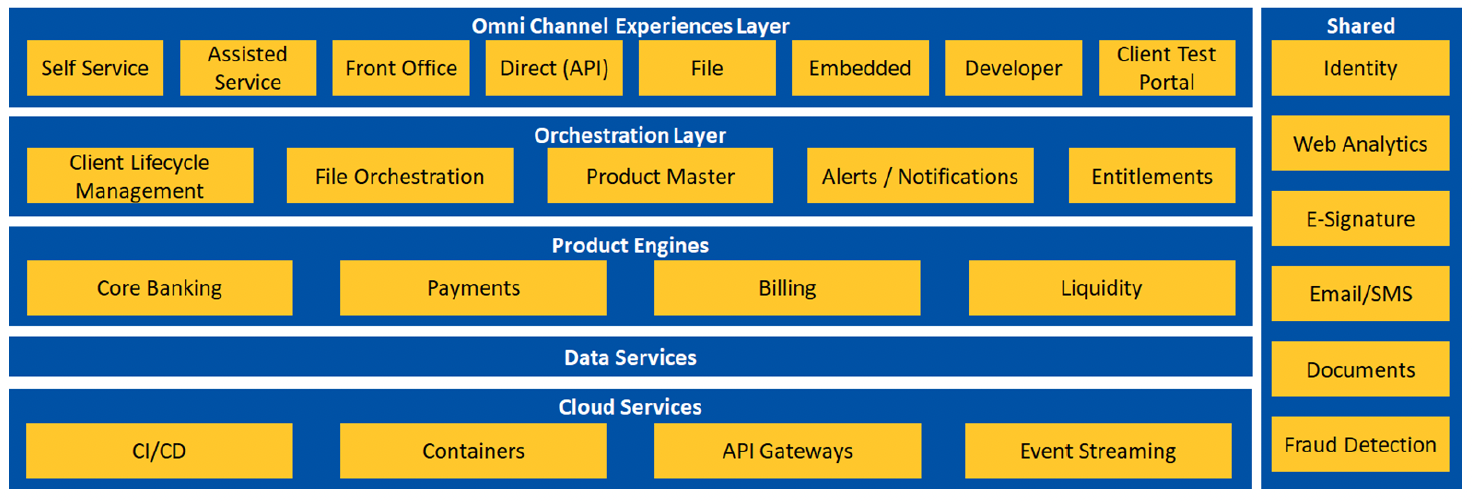 Omni Channel Experiences Layer
Self Service
Assisted
Service
Front Office
Direct (API)
File
Embedded
Developer
Client Test
Portal
Orchestration Layer
Client Lifecycle
Management
File Orchestration
Product Master
Alerts / Notifications
Entitlements
Product Engines
Core Banking
Payments
Billing
Liquidity
Data Services
Cloud Services
CI/CD
Containers
API Gateways
Event Streaming
Shared
Identity
Web Analytics
E-Signature
Email/SMS
Documents
Fraud Detection